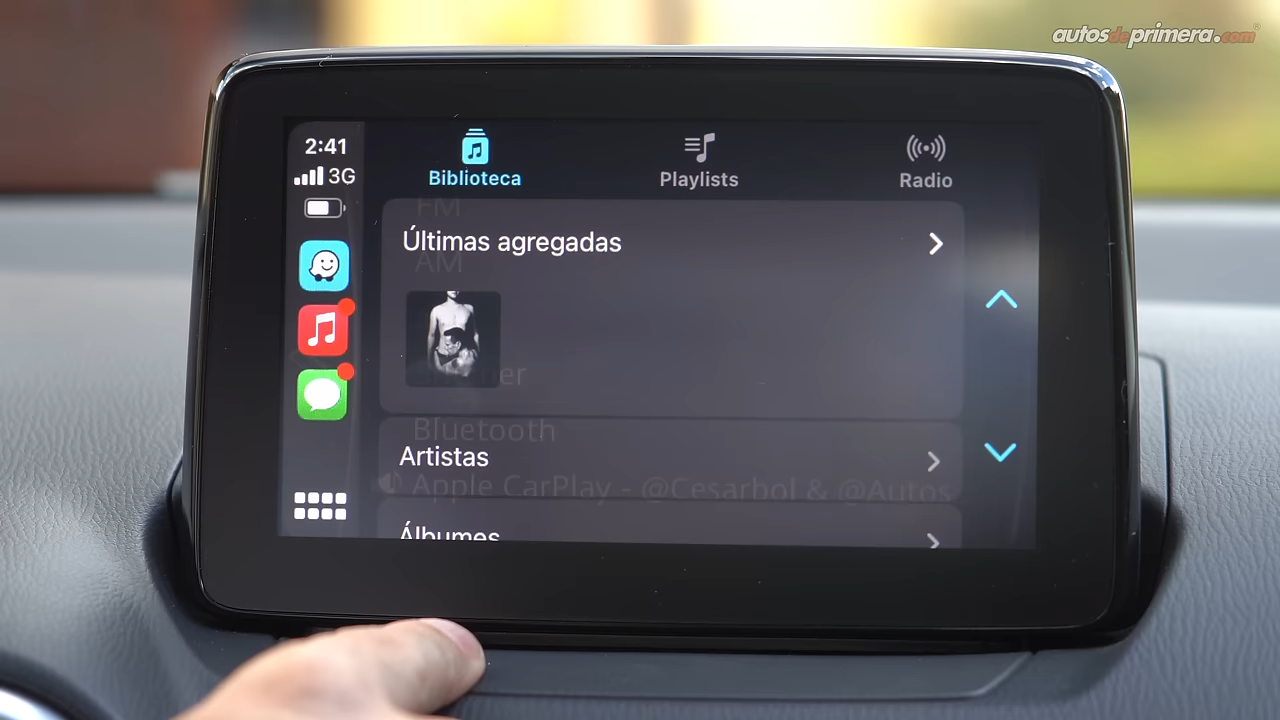 autosdeprimera.com
2:41
3G
Biblioteca
Playlists
Radio
FM
Últimas agregadas
AM
Bluetooth
Artistas
Apple CarPlay - @Cesarbol & @Autos
Álbumes